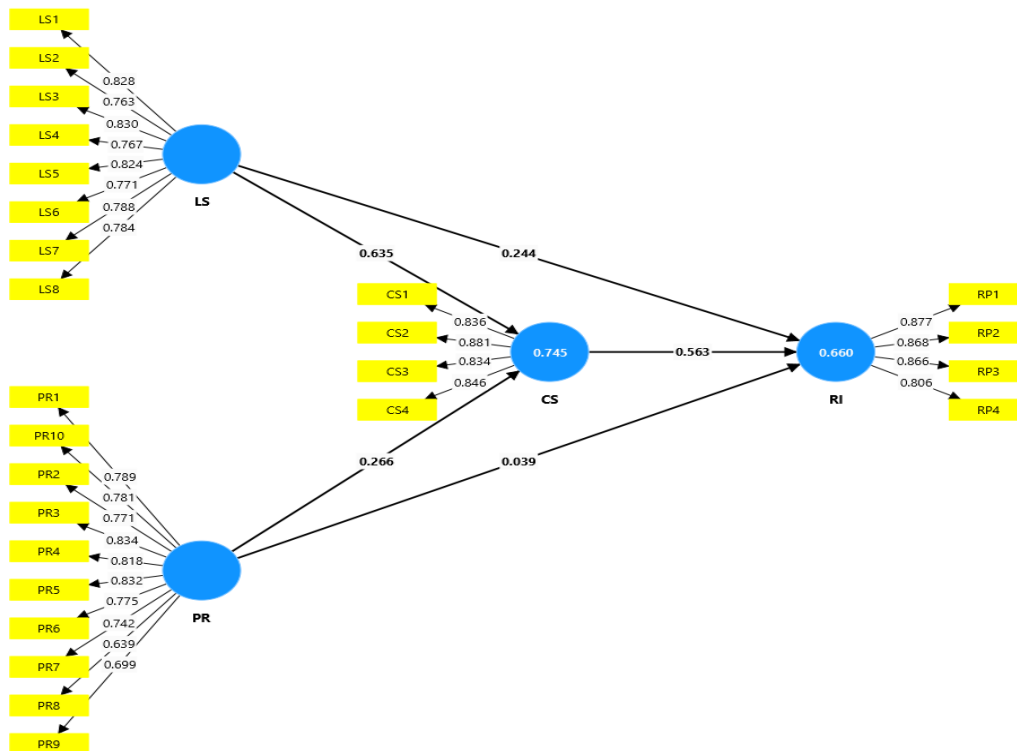 LS1
LS2
LS3
LS4
LS5
LS6
LS7
LS8
0.828
0.763
0.830
0.767
0.824
0.771
0.788
0.784
LS
0.635
0.244
CS1
CS2
CS3
CS4
0.836
0.881
0.834
0.846
0.745
CS
0.563
0.660
RI
0.877
0.868
0.866
0.806
RP1
RP2
RP3
RP4
PR1
PR10
PR2
PR3
PR4
PR5
PR6
PR7
PR8
PR9
0.789
0.781
0.771
0.834
0.818
0.832
0.775
0.742
0.639
0.699
PR
0.266
0.039